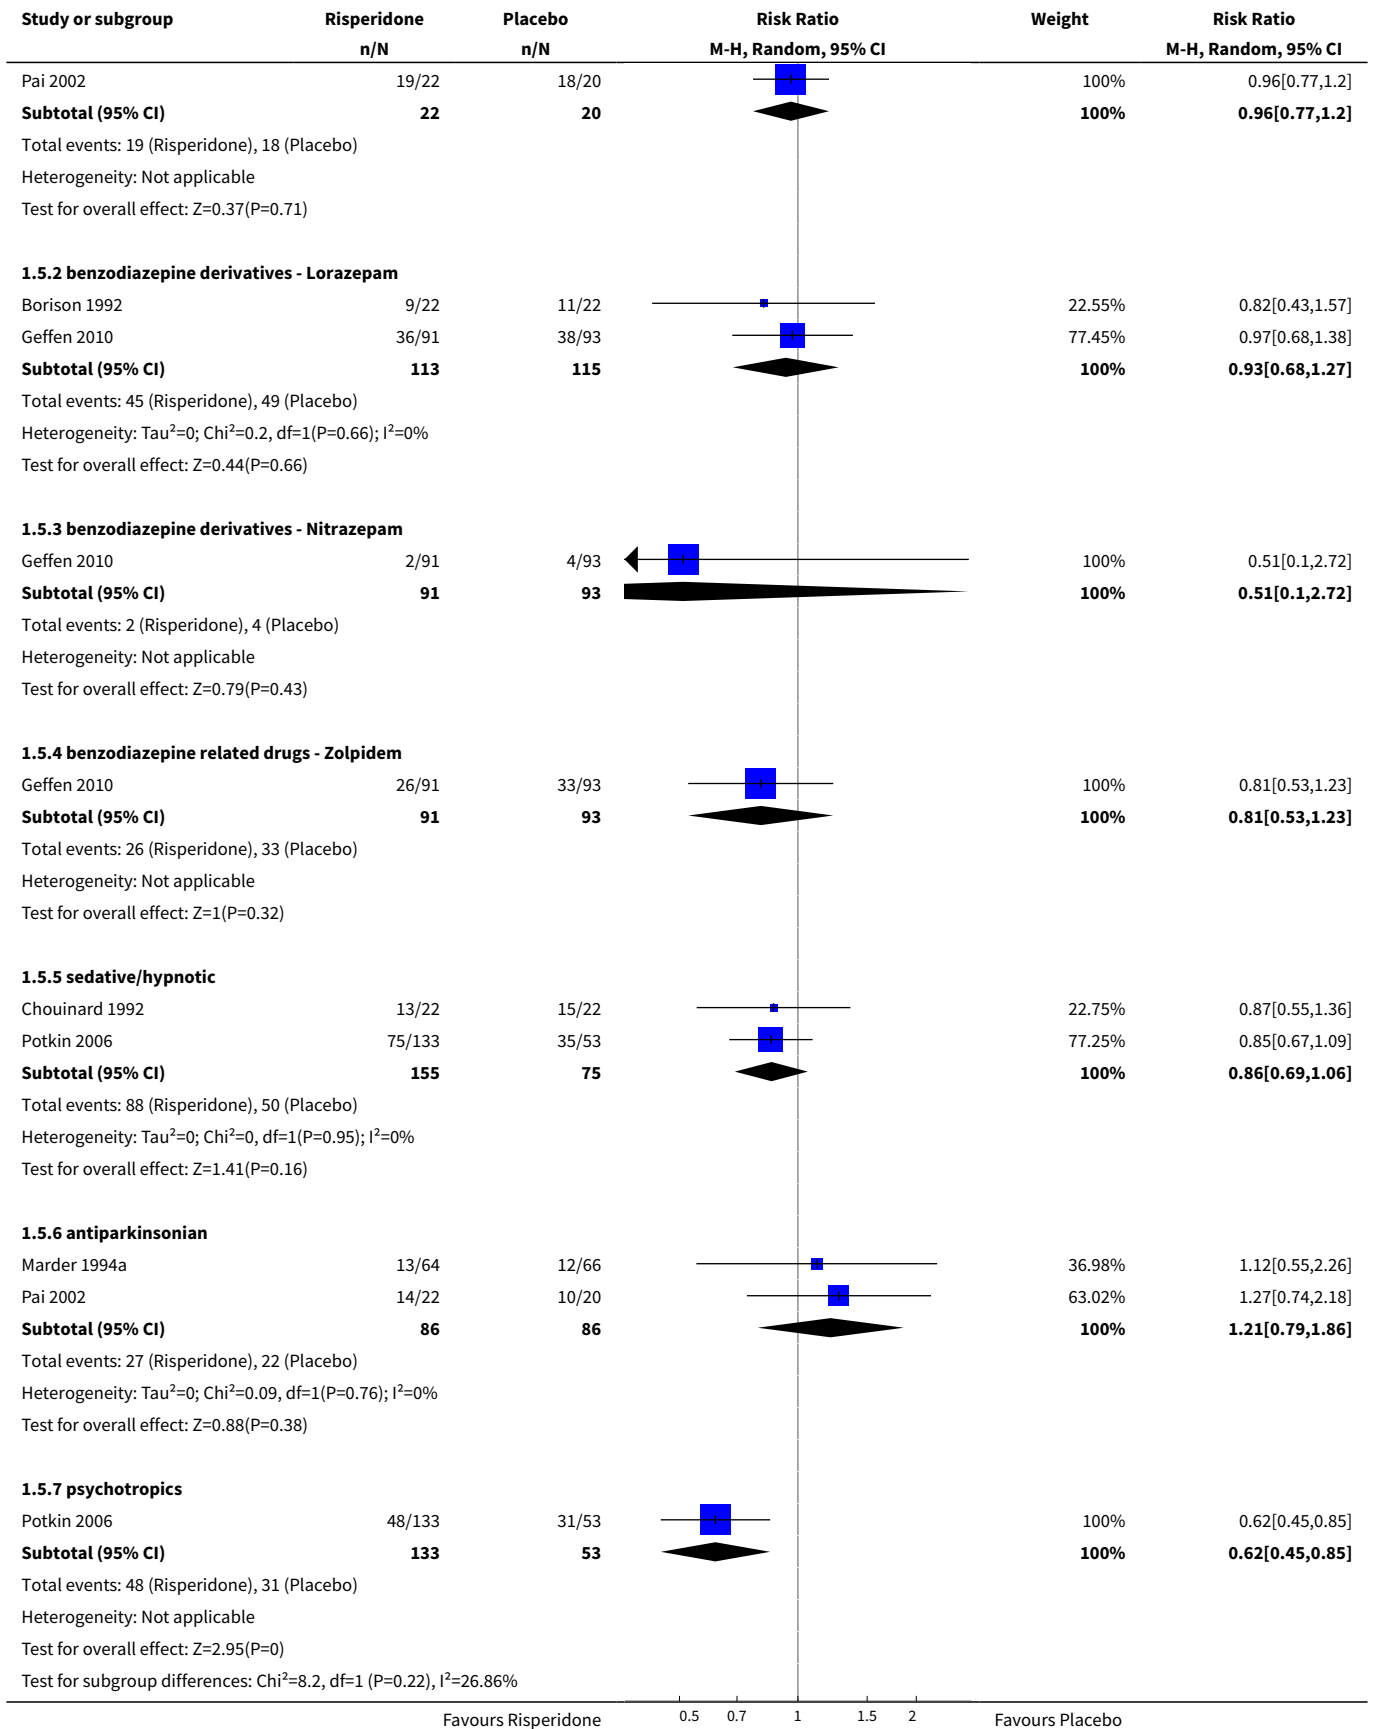 Study or subgroup Risperidone Placebo Risk Ratio Weight Risk Ratio
n/N n/N M-H, Random, 95% CI M-H, Random, 95% CI
Pai 2002 19/22 18/20 100% 0.96[0.77,1.2]
Subtotal (95% CI) 22 20 100% 0.96[0.77,1.2]
Total events: 19 (Risperidone), 18 (Placebo)
Heterogeneity: Not applicable
Test for overall effect: Z=0.37(P=0.71)
1.5.2 benzodiazepine derivatives - Lorazepam
Borison 1992 9/22 11/22 22.55% 0.82[0.43,1.57]
Geffen 2010 36/91 38/93 77.45% 0.97[0.68,1.38]
Subtotal (95% CI) 113 115 100% 0.93[0.68,1.27]
Total events: 45 (Risperidone), 49 (Placebo)
Heterogeneity: Tau²=0; Chi²=0.2, df=1(P=0.66); I²=0%
Test for overall effect: Z=0.44(P=0.66)
1.5.3 benzodiazepine derivatives - Nitrazepam
Geffen 2010 2/91 4/93 100% 0.51[0.1,2.72]
Subtotal (95% CI) 91 93 100% 0.51[0.1,2.72]
Total events: 2 (Risperidone), 4 (Placebo)
Heterogeneity: Not applicable
Test for overall effect: Z=0.79(P=0.43)
1.5.4 benzodiazepine related drugs - Zolpidem
Geffen 2010 26/91 33/93 100% 0.81[0.53,1.23]
Subtotal (95% CI) 91 93 100% 0.81[0.53,1.23]
Total events: 26 (Risperidone), 33 (Placebo)
Heterogeneity: Not applicable
Test for overall effect: Z=1(P=0.32)
1.5.5 sedative/hypnotic
Chouinard 1992 13/22 15/22 22.75% 0.87[0.55,1.36]
Potkin 2006 75/133 35/53 77.25% 0.85[0.67,1.09]
Subtotal (95% CI) 155 75 100% 0.86[0.69,1.06]
Total events: 88 (Risperidone), 50 (Placebo)
Heterogeneity: Tau²=0; Chi²=0, df=1(P=0.95); I²=0%
Test for overall effect: Z=1.41(P=0.16)
1.5.6 antiparkinsonian
Marder 1994a 13/64 12/66 36.98% 1.12[0.55,2.26]
Pai 2002 14/22 10/20 63.02% 1.27[0.74,2.18]
Subtotal (95% CI) 86 86 100% 1.21[0.79,1.86]
Total events: 27 (Risperidone), 22 (Placebo)
Heterogeneity: Tau²=0; Chi²=0.09, df=1(P=0.76); I²=0%
Test for overall effect: Z=0.88(P=0.38)
1.5.7 psychotropics
Potkin 2006 48/133 31/53 100% 0.62[0.45,0.85]
Subtotal (95% CI) 133 53 100% 0.62[0.45,0.85]
Total events: 48 (Risperidone), 31 (Placebo)
Heterogeneity: Not applicable
Test for overall effect: Z=2.95(P=0)
Test for subgroup differences: Chi²=8.2, df=1 (P=0.22), I²=26.86%
Favours Risperidone 0.5 0.7 1 1.5 2 Favours Placebo